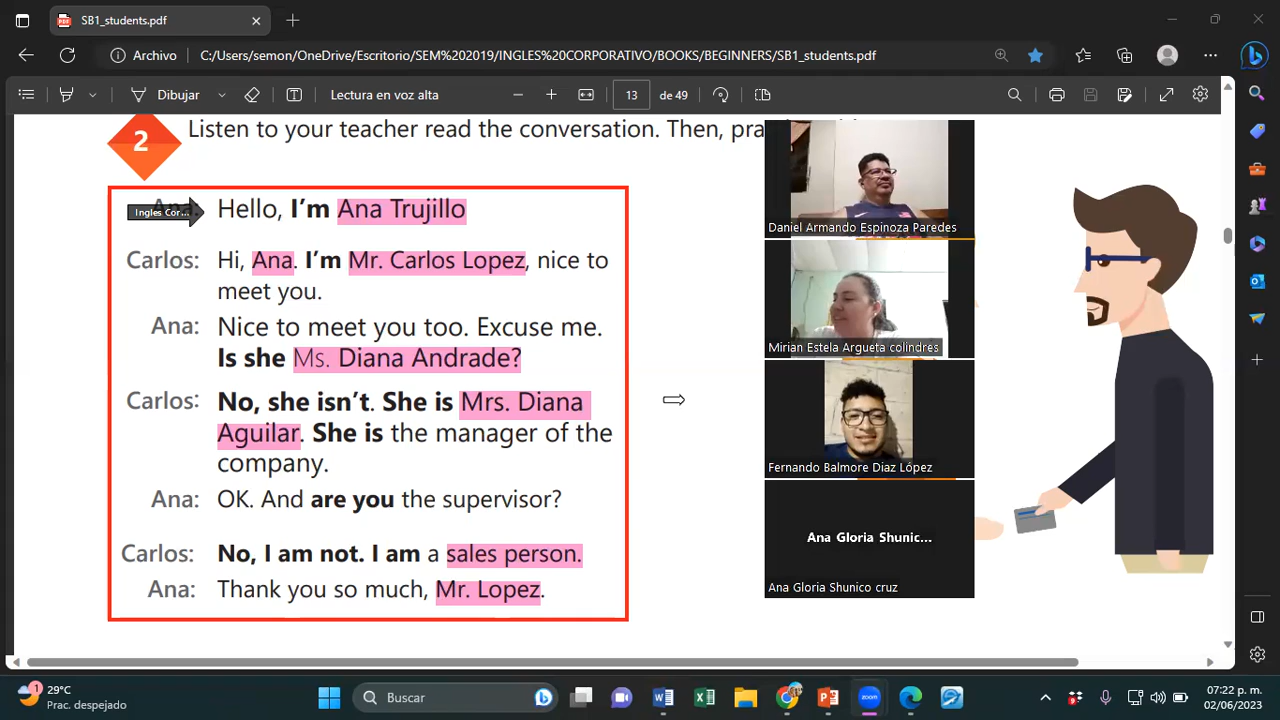 SB1_students.pdf
Archivo
C:/Users/semon/OneDrive/Escritorio/SEM%202019/INGLES%20CORPORATIVO/BOOKS/BEGINNERS/SB1_students.pdf
Dibujar
Lectura en voz alta
13
de 49
2
Listen to your teacher read the conversation. Then,
Ana:
Ingles Cor...
Hello, I'm Ana Trujillo
Carlos: Hi, Ana. I'm Mr. Carlos Lopez, nice to
meet you.
Ana: Nice to meet you too. Excuse me.
Is she Ms. Diana Andrade?
Carlos: No, she isn't. She is Mrs. Diana
Aguilar. She is the manager of the
company.
Ana: OK. And are you the supervisor?
Carlos: No, I am not. I am a sales person.
Ana: Thank you so much, Mr. Lopez.
Daniel Armando Espinoza Paredes
Mirian Estela Argueta colindres
Fernando Balmore Diaz López
Ana Gloria Shunic...
Ana Gloria Shunico cruz
1
29°C
Prac. despejado
Buscar
zoom
9
07:22 p. m.
02/06/2023